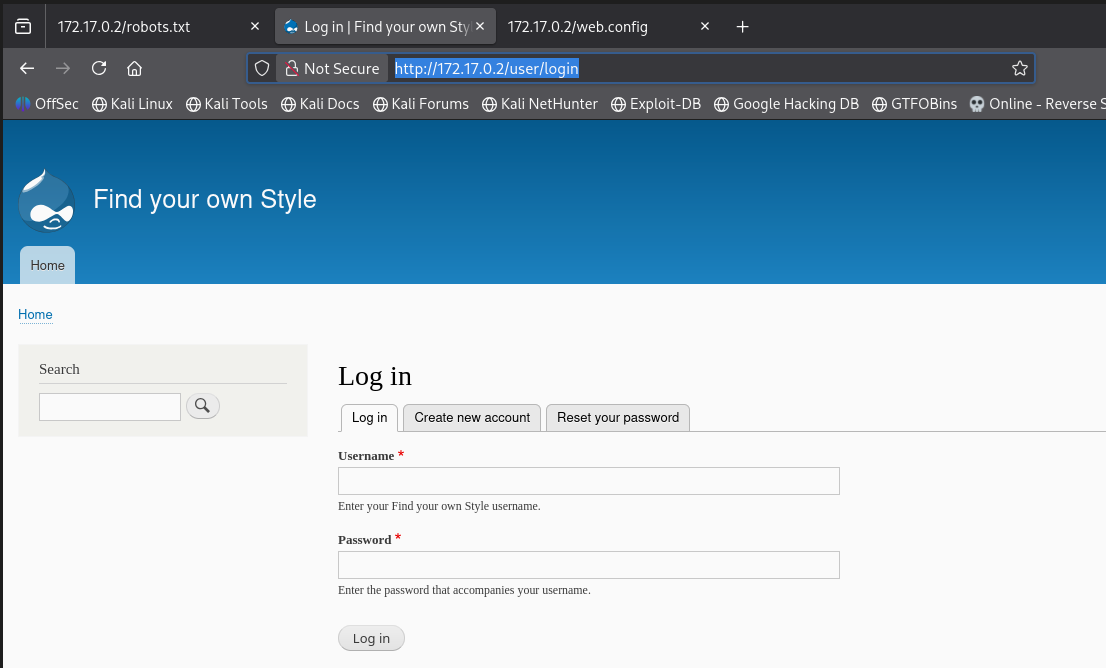 172.17.0.2/robots.txt
Log in | Find your own Sty
172.17.0.2/web.config
Not Secure
http://172.17.0.2/user/login
OffSec
Kali Linux
Kali Tools
Kali Docs
Kali Forums
Kali NetHunter
Exploit-DB
Google Hacking DB
GTFOBins
Online - Reverse S
Find your own Style
Home
Home
Search
Log in
Log in
Create new account
Reset your password
Username *
Enter your Find your own Style username.
Password *
Enter the password that accompanies your username.
Log in